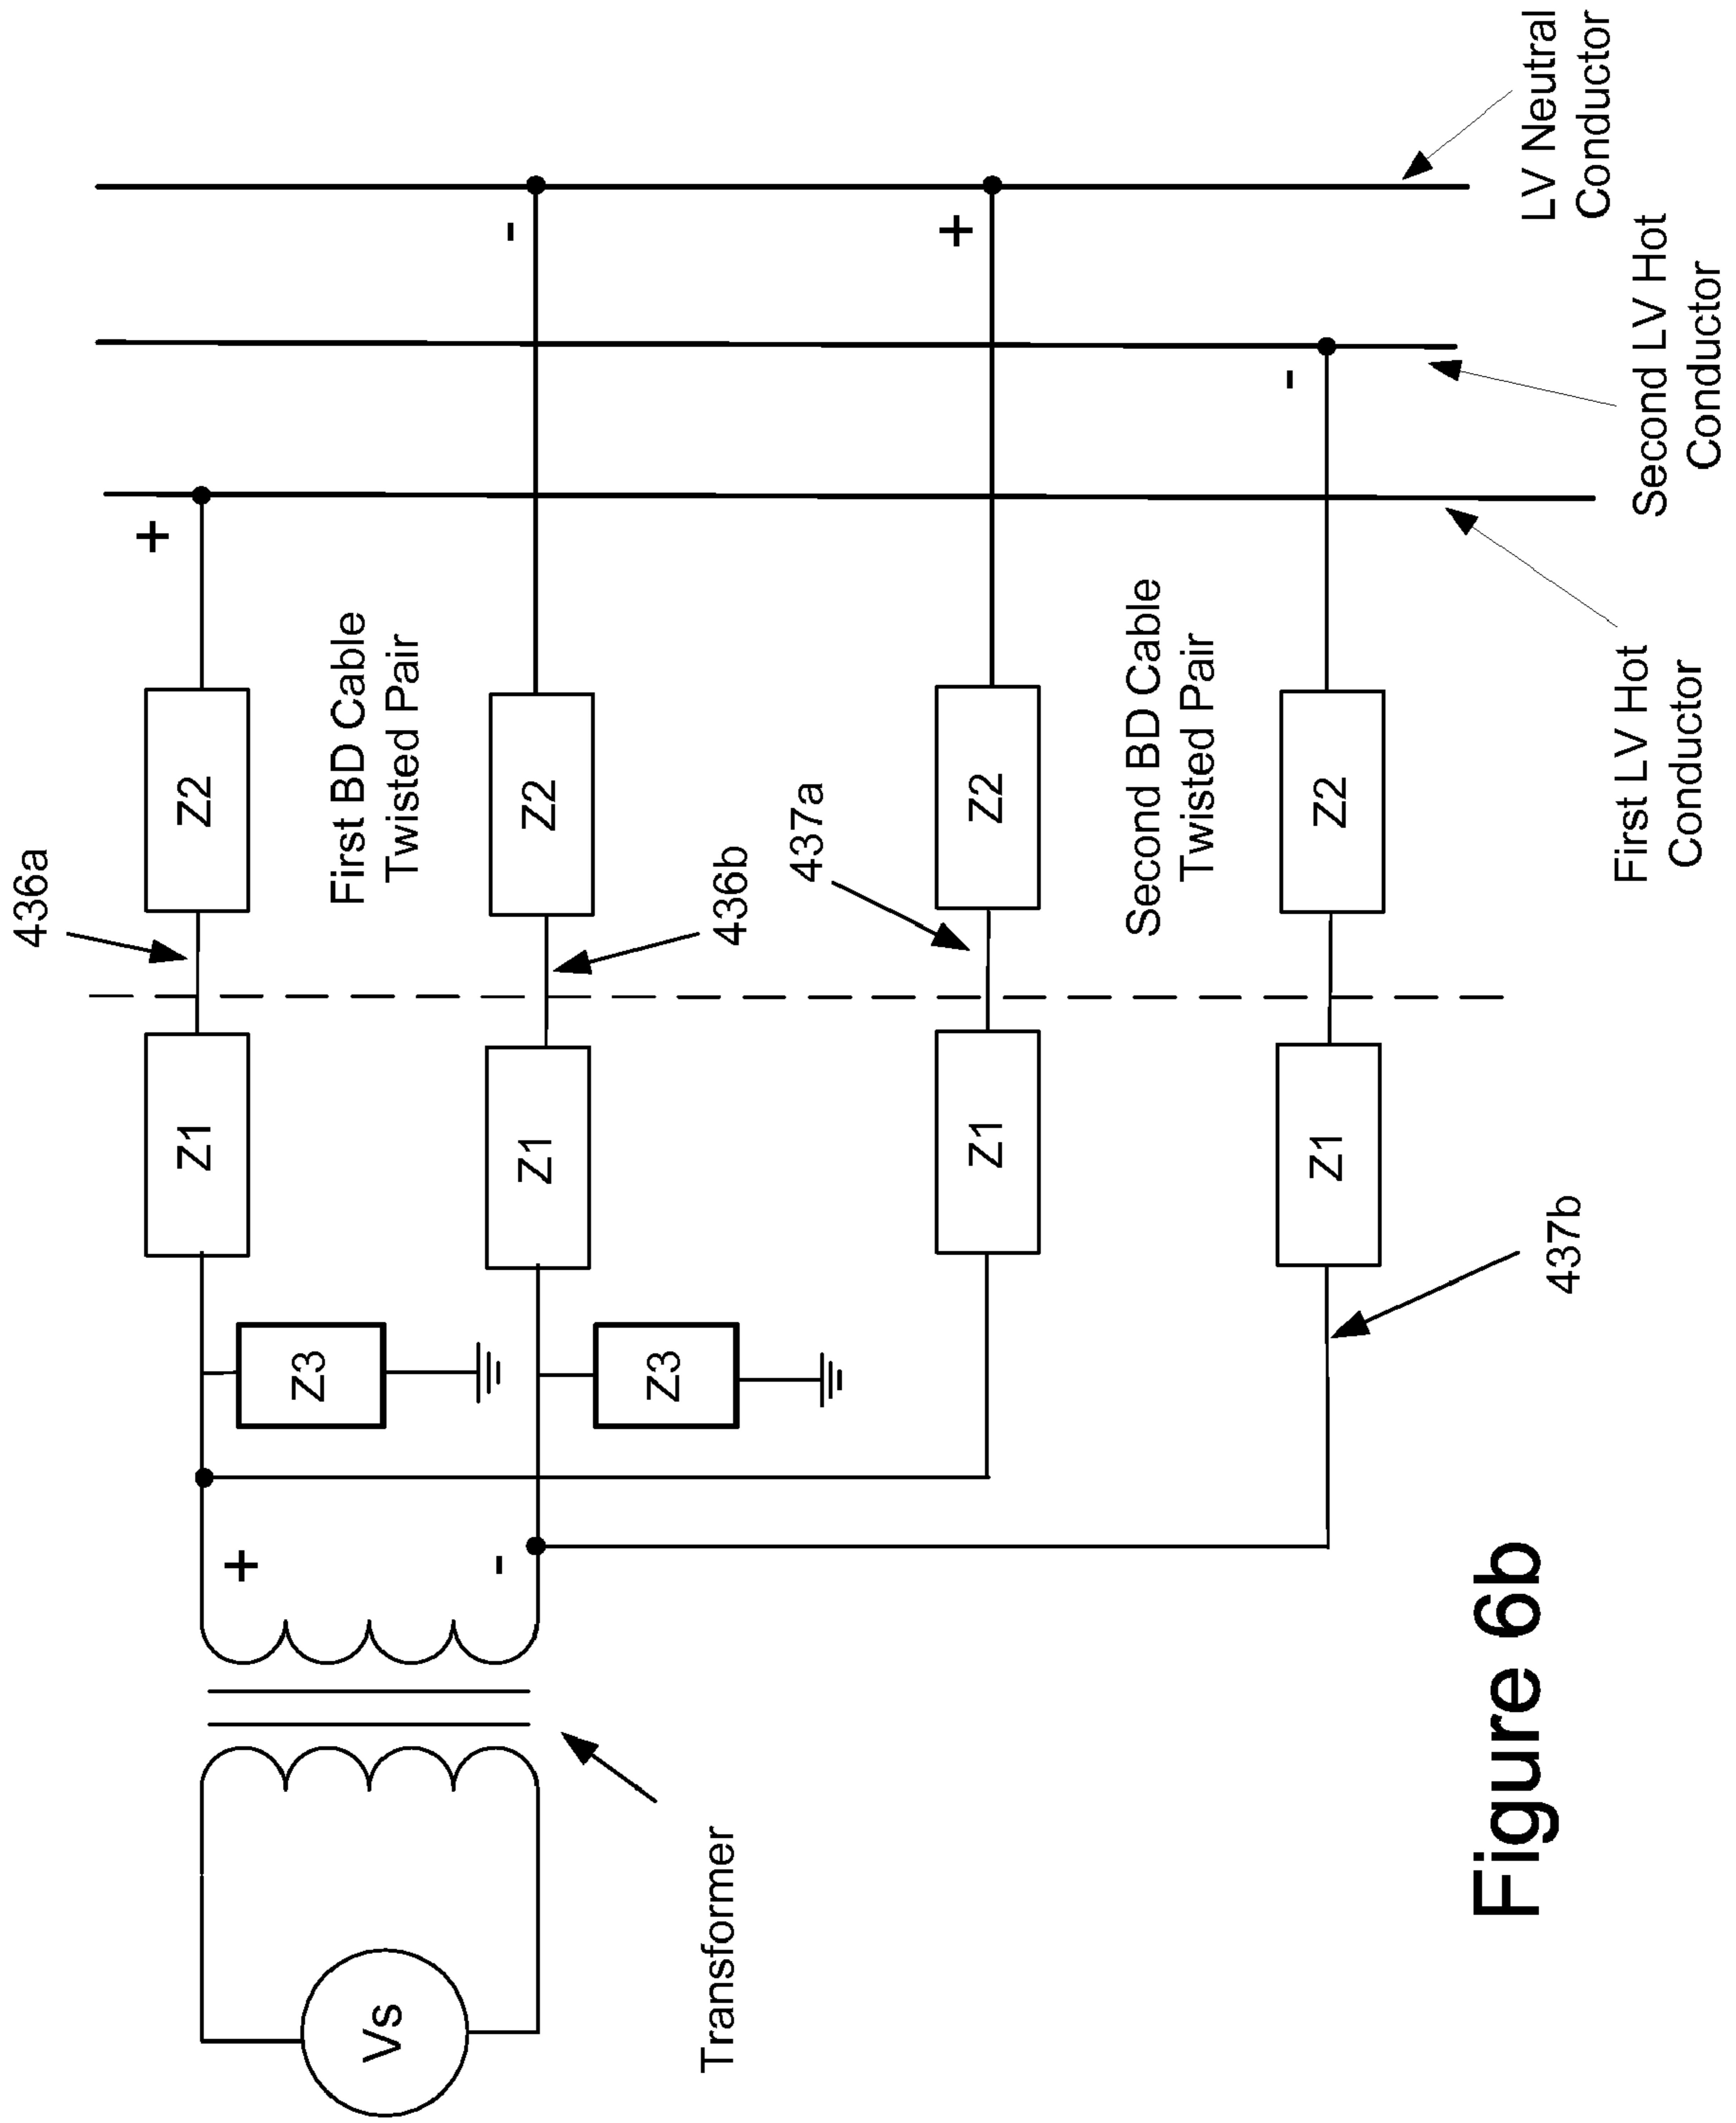 436a
+
Z1
Z2
First BD Cable
Twisted Pair
Z3
+
-
-
Z1
Z2
436b
Vs
Z3
Transformer
437a
+
Z1
Z2
Second BD Cable
Twisted Pair
-
Z1
Z2
437b
First LV Hot
Conductor
Second LV Hot
Conductor
LV Neutral
Conductor
Figure 6b